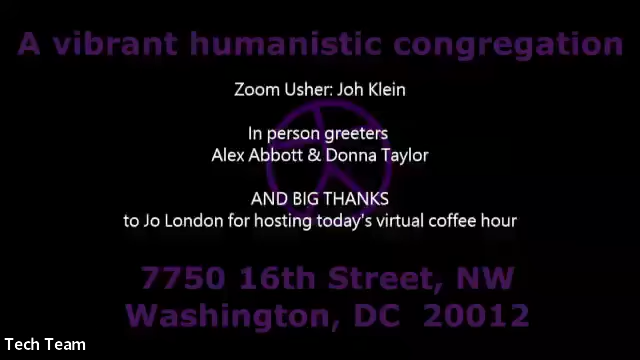 A vibrant humanistic congregation
Zoom Usher: Joh Klein
In person greeters
Alex Abbott & Donna Taylor
AND BIG THANKS
to Jo London for hosting today's virtual coffee hour
7750 16th Street, NW
Washington, DC 20012
Tech Team